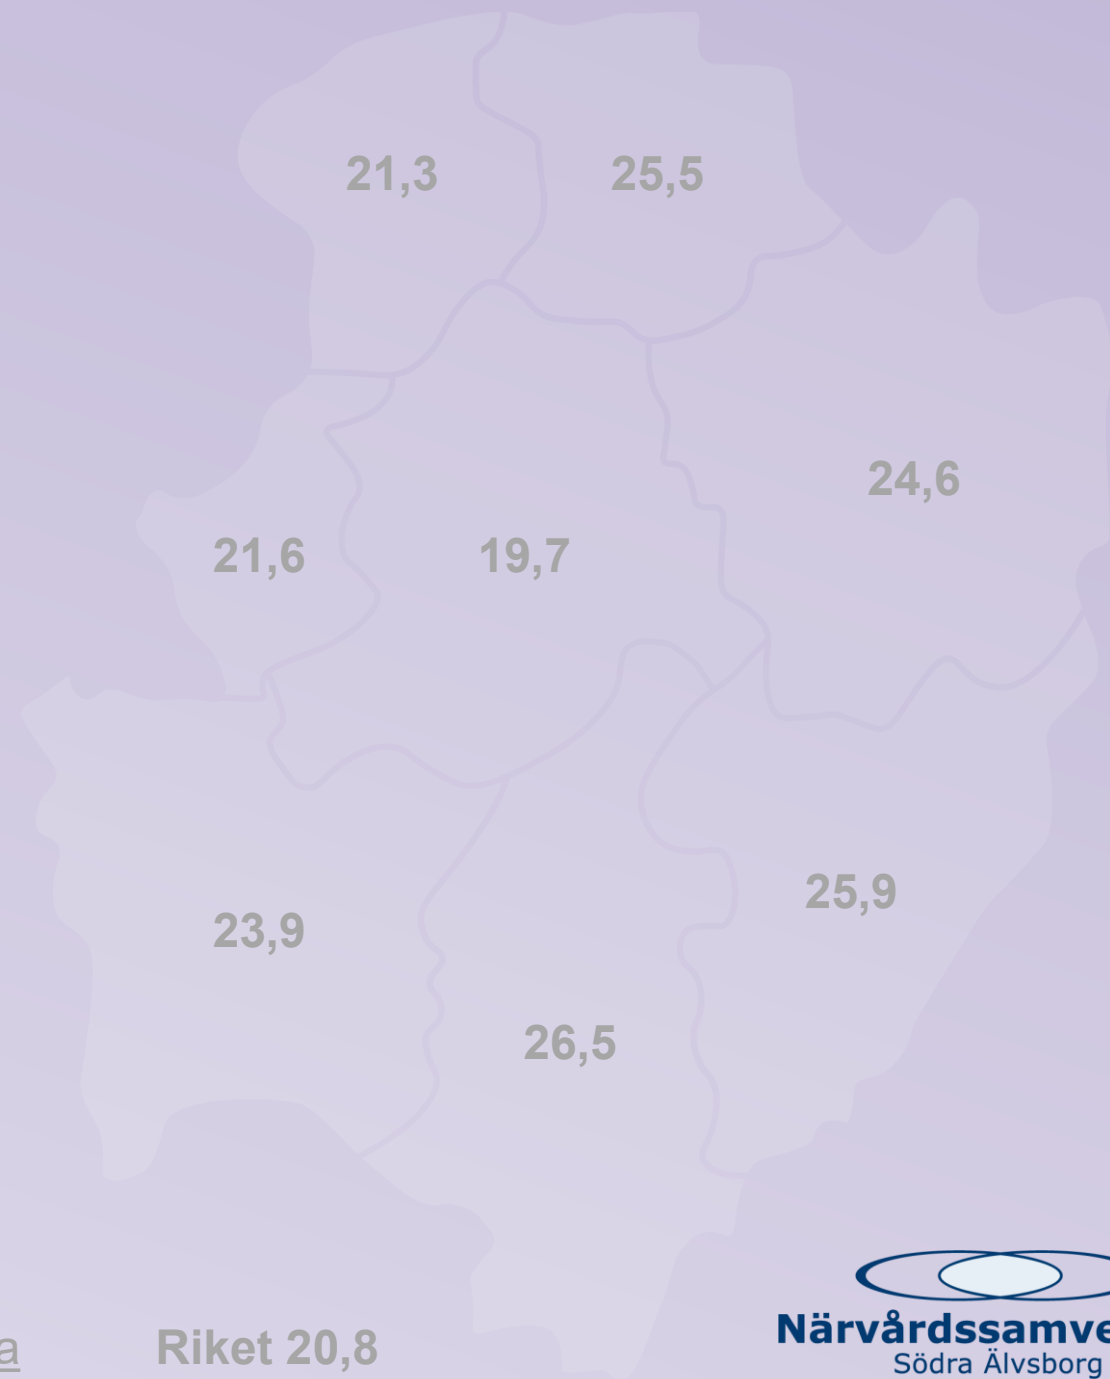 21,3
25,5
24,6
21,6
19,7
25,9
23,9
26,5
a
Riket 20,8
Närvårdssamve
Södra Älvsborg